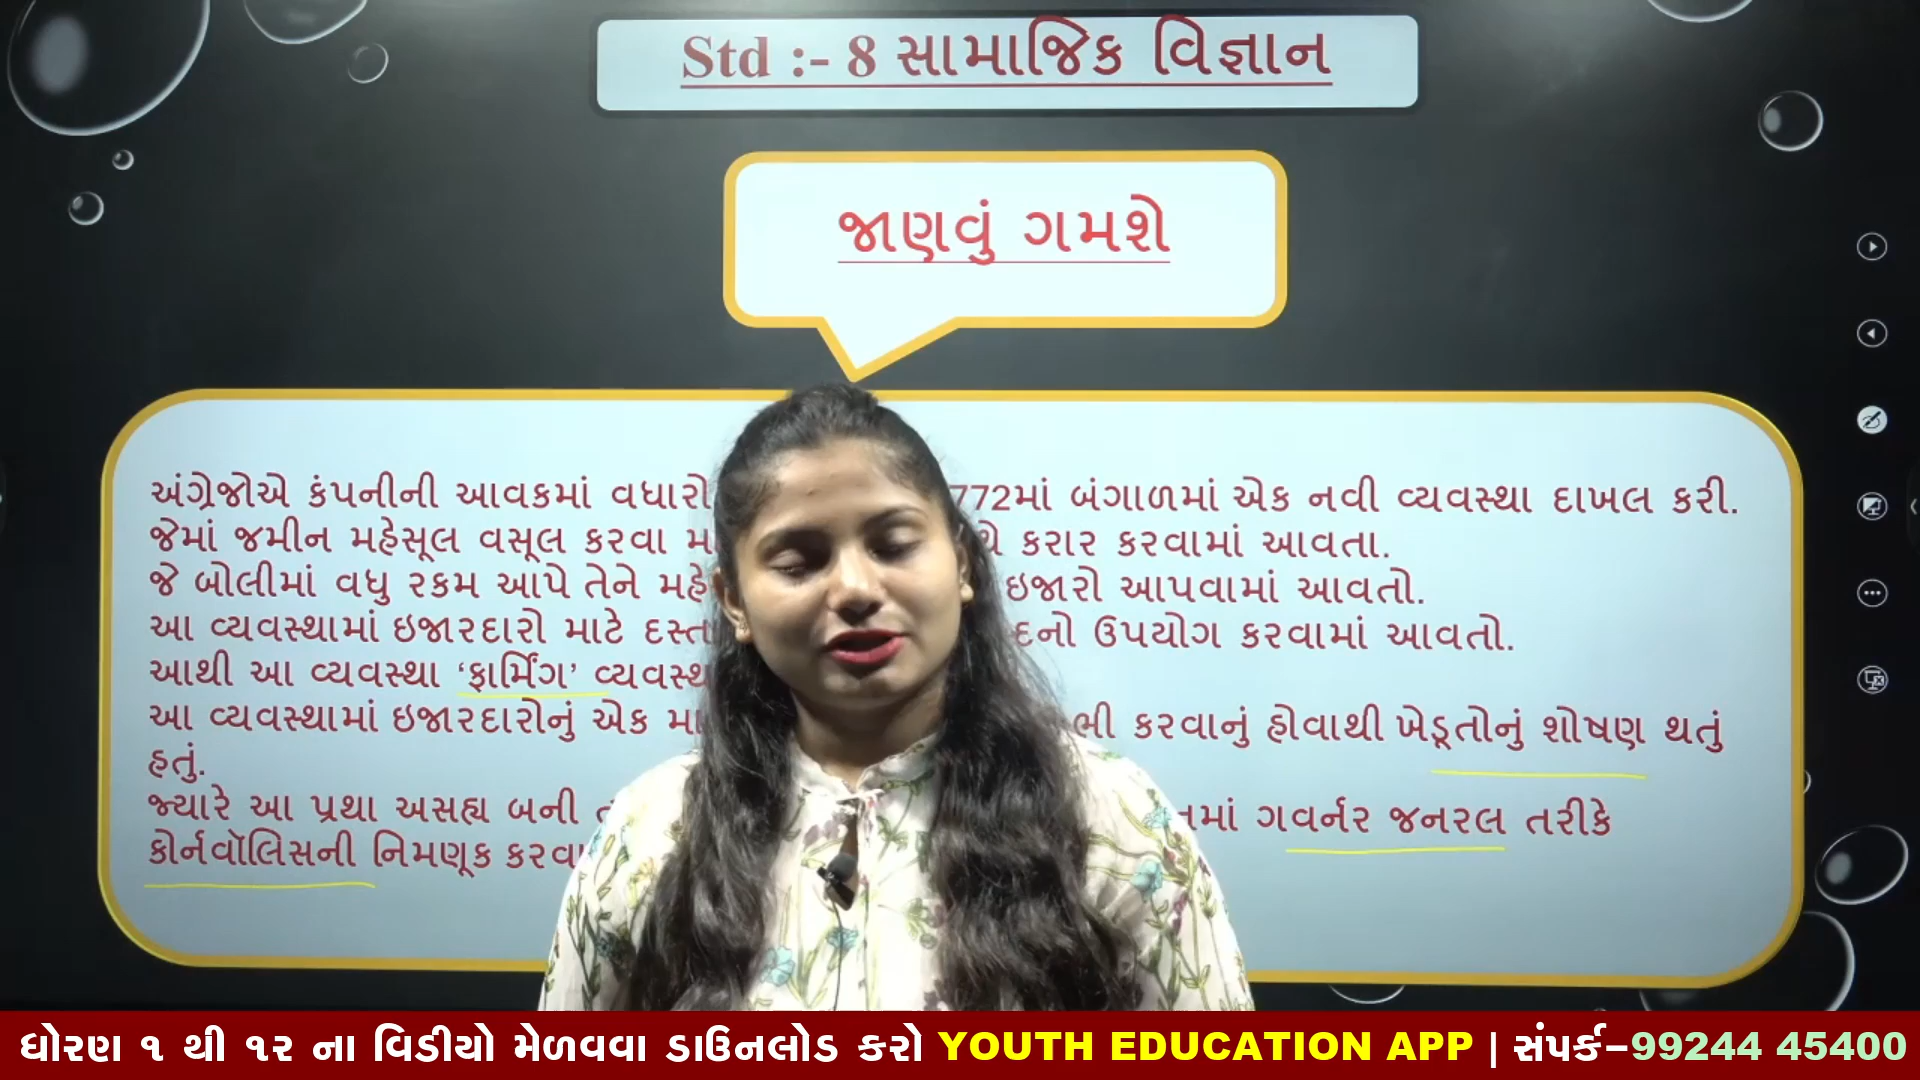 Std :- 8 સામાજિક વિજ્ઞાન
જાણવું ગમશે
અંગ્રેજોએ કંપનીની આવકમાં વધારો 772માં બંગાળમાં એક નવી વ્યવસ્થા દાખલ કરી.
જેમાં જમીન મહેસૂલ વસૂલ કરવા કરાર કરવામાં આવતા.
જે બોલીમાં વધુ રકમ આપે તેને ઇજારો આપવામાં આવતો.
આ વ્યવસ્થામાં ઇજારદારો માટે ઉપયોગ કરવામાં આવતો.
આથી આ વ્યવસ્થા ‘ફાર્મિંગ’
આ વ્યવસ્થામાં ઇજારદારોનું એક કરવાનું હોવાથી ખેડૂતોનું શોષણ થતું
હતું.
જ્યારે આ પ્રથા અસહ્ય બની ગવર્નર જનરલ તરીકે
કોર્નવૉલિસની નિમણૂક
ધોરણ ૧ થી ૧૨ ના વિડીયો મેળવવા ડાઉનલોડ કરો YOUTH EDUCATION APP | સંપર્ક-99244 45400